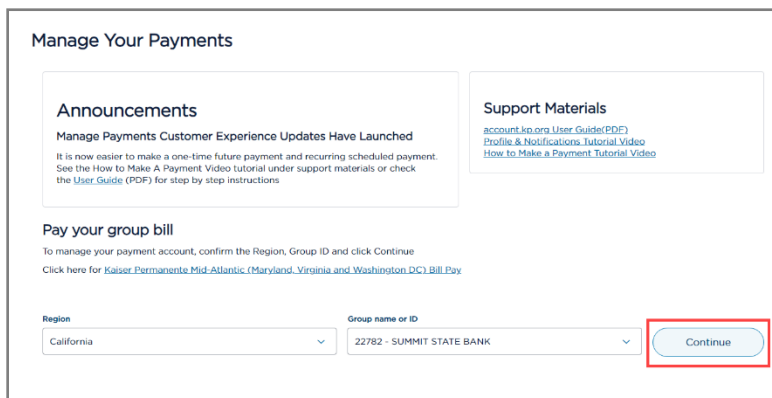 Manage Your Payments
Announcements
Manage Payments Customer Experience Updates Have Launched
It is now easier to make a one-time future payment and recurring scheduled payment.
See the How to Make A Payment Video tutorial under support materials or check
the User Guide (PDF) for step by step instructions
Support Materials
account.kp.org User Guide(PDF)
Profile & Notifications Tutorial Video
How to Make a Payment Tutorial Video
Pay your group bill
To manage your payment account, confirm the Region, Group ID and click Continue
Click here for Kaiser Permanente Mid-Atlantic (Maryland, Virginia and Washington DC) Bill Pay
Region
Group name or ID
California
22782 - SUMMIT STATE BANK
Continue